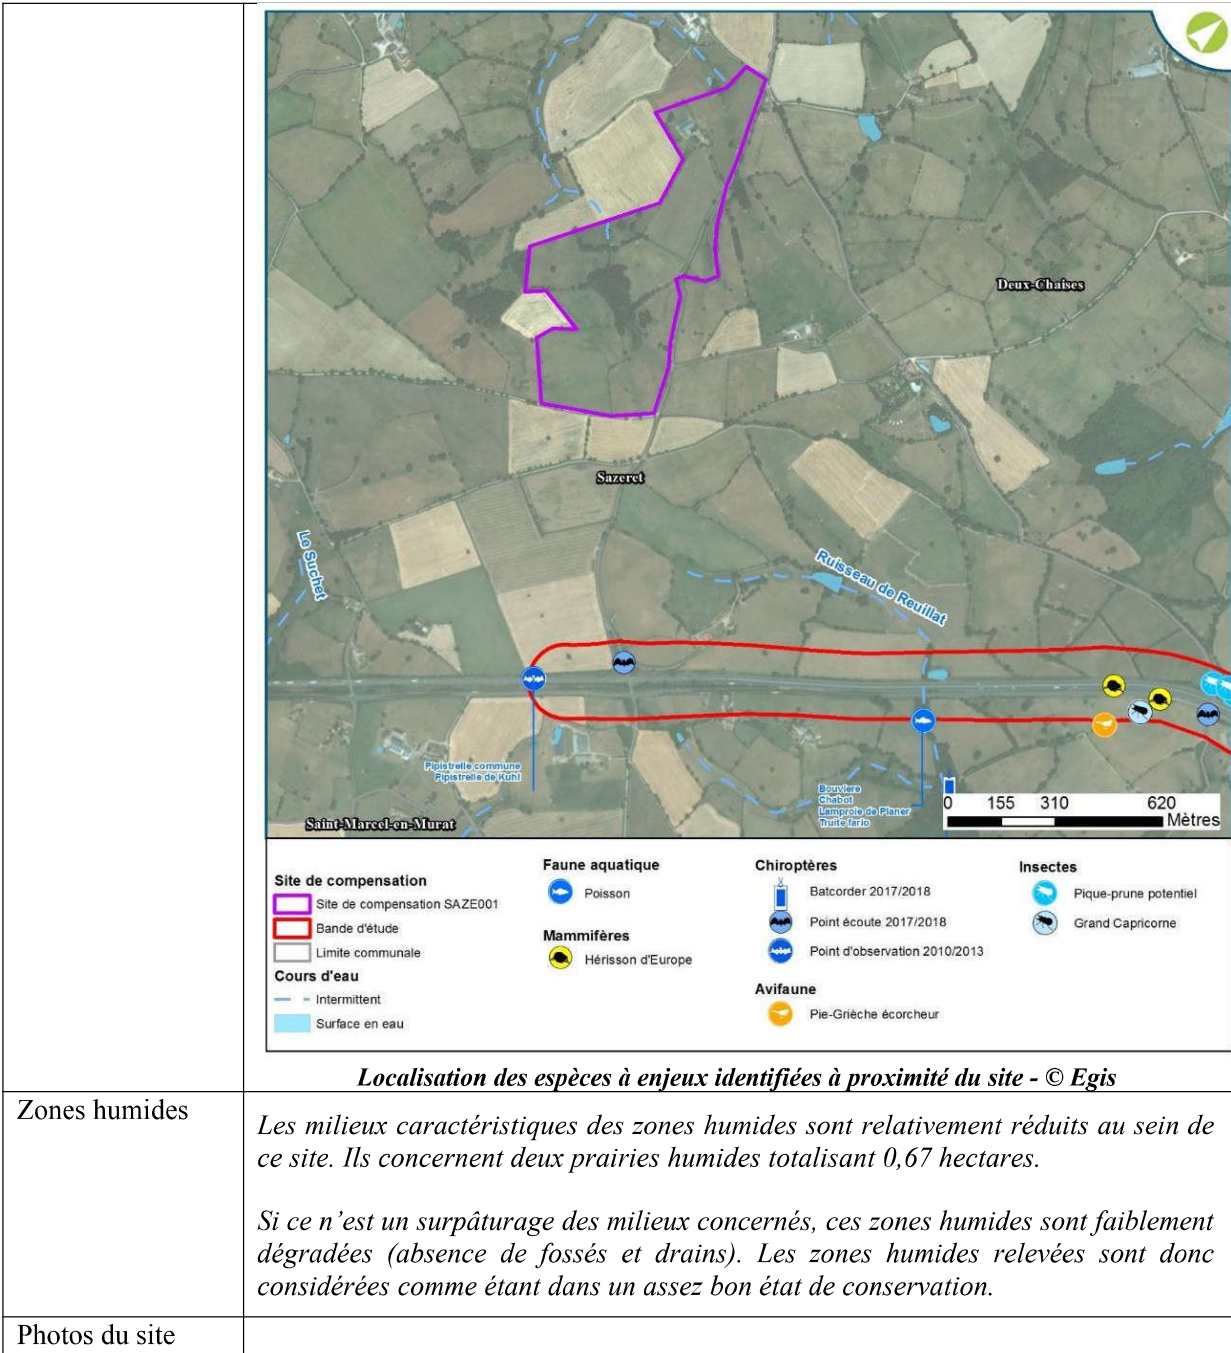 Deux-Chaises
Sazeret
Le Suchet
Ruisseau de Reuillat
Pipistrelle commune
Pipistrelle de Kuhl
Bouvière
Chabot
Lamproie de Planer
Truite fario
Saint-Marcel-en-Murat
0 155 310 620
Mètres
Site de compensation
Site de compensation SAZE001
Bande d'étude
Limite communale
Cours d'eau
Intermittent
Surface en eau
Faune aquatique
Poisson
Mammifères
Hérisson d'Europe
Chiroptères
Batcorder 2017/2018
Point écoute 2017/2018
Point d'observation 2010/2013
Avifaune
Pie-Grièche écorcheur
Insectes
Pique-prune potentiel
Grand Capricorne
Localisation des espèces à enjeux identifiées à proximité du site - © Egis
Zones humides
Les milieux caractéristiques des zones humides sont relativement réduits au sein de
ce site. Ils concernent deux prairies humides totalisant 0,67 hectares.
Si ce n’est un surpâturage des milieux concernés, ces zones humides sont faiblement
dégradées (absence de fossés et drains). Les zones humides relevées sont donc
considérées comme étant dans un assez bon état de conservation.
Photos du site